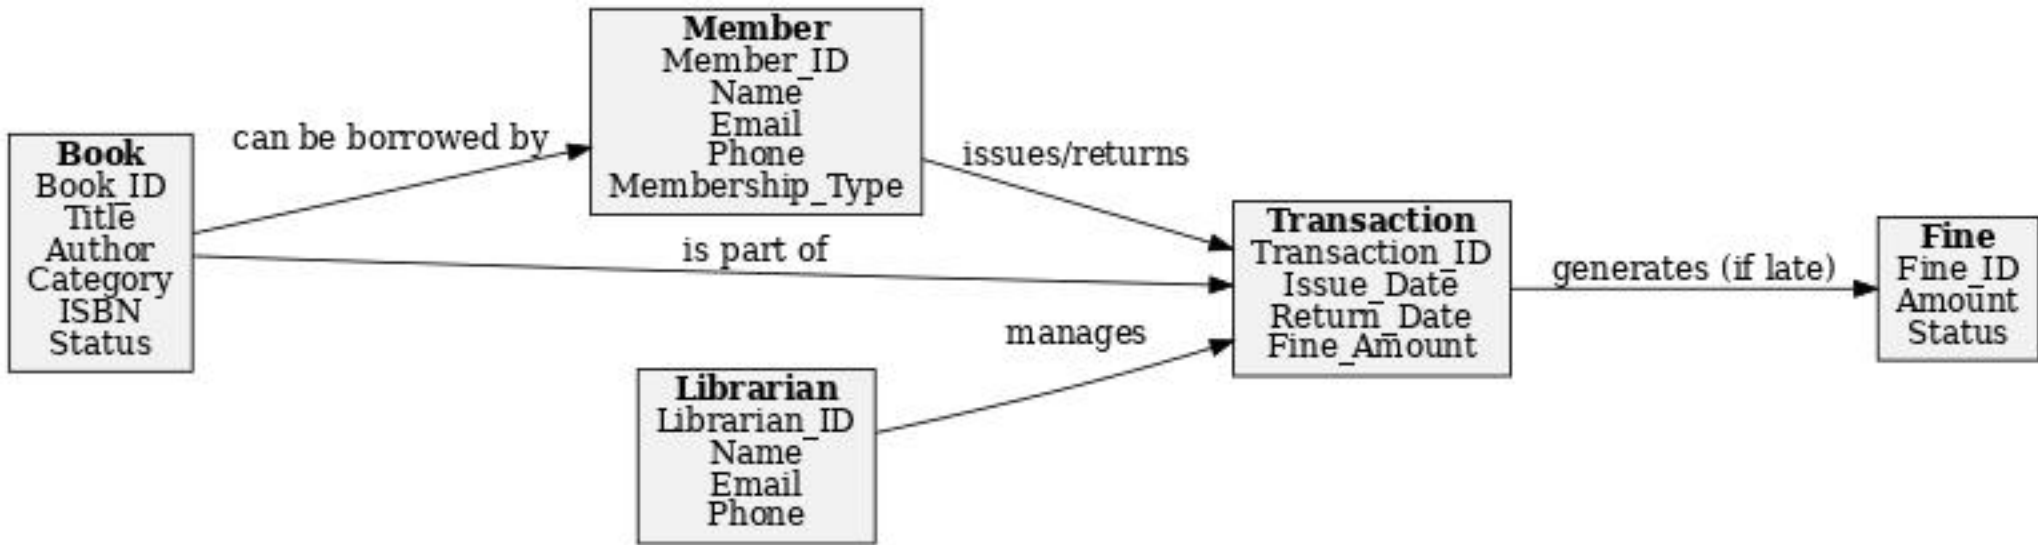 Book
Book_ID
Title
Author
Category
ISBN
Status
can be borrowed by
Member
Member_ID
Name
Email
Phone
Membership_Type
is part of
issues/returns
Librarian
Librarian_ID
Name
Email
Phone
manages
Transaction
Transaction_ID
Issue_Date
Return_Date
Fine_Amount
generates (if late)
Fine
Fine_ID
Amount
Status